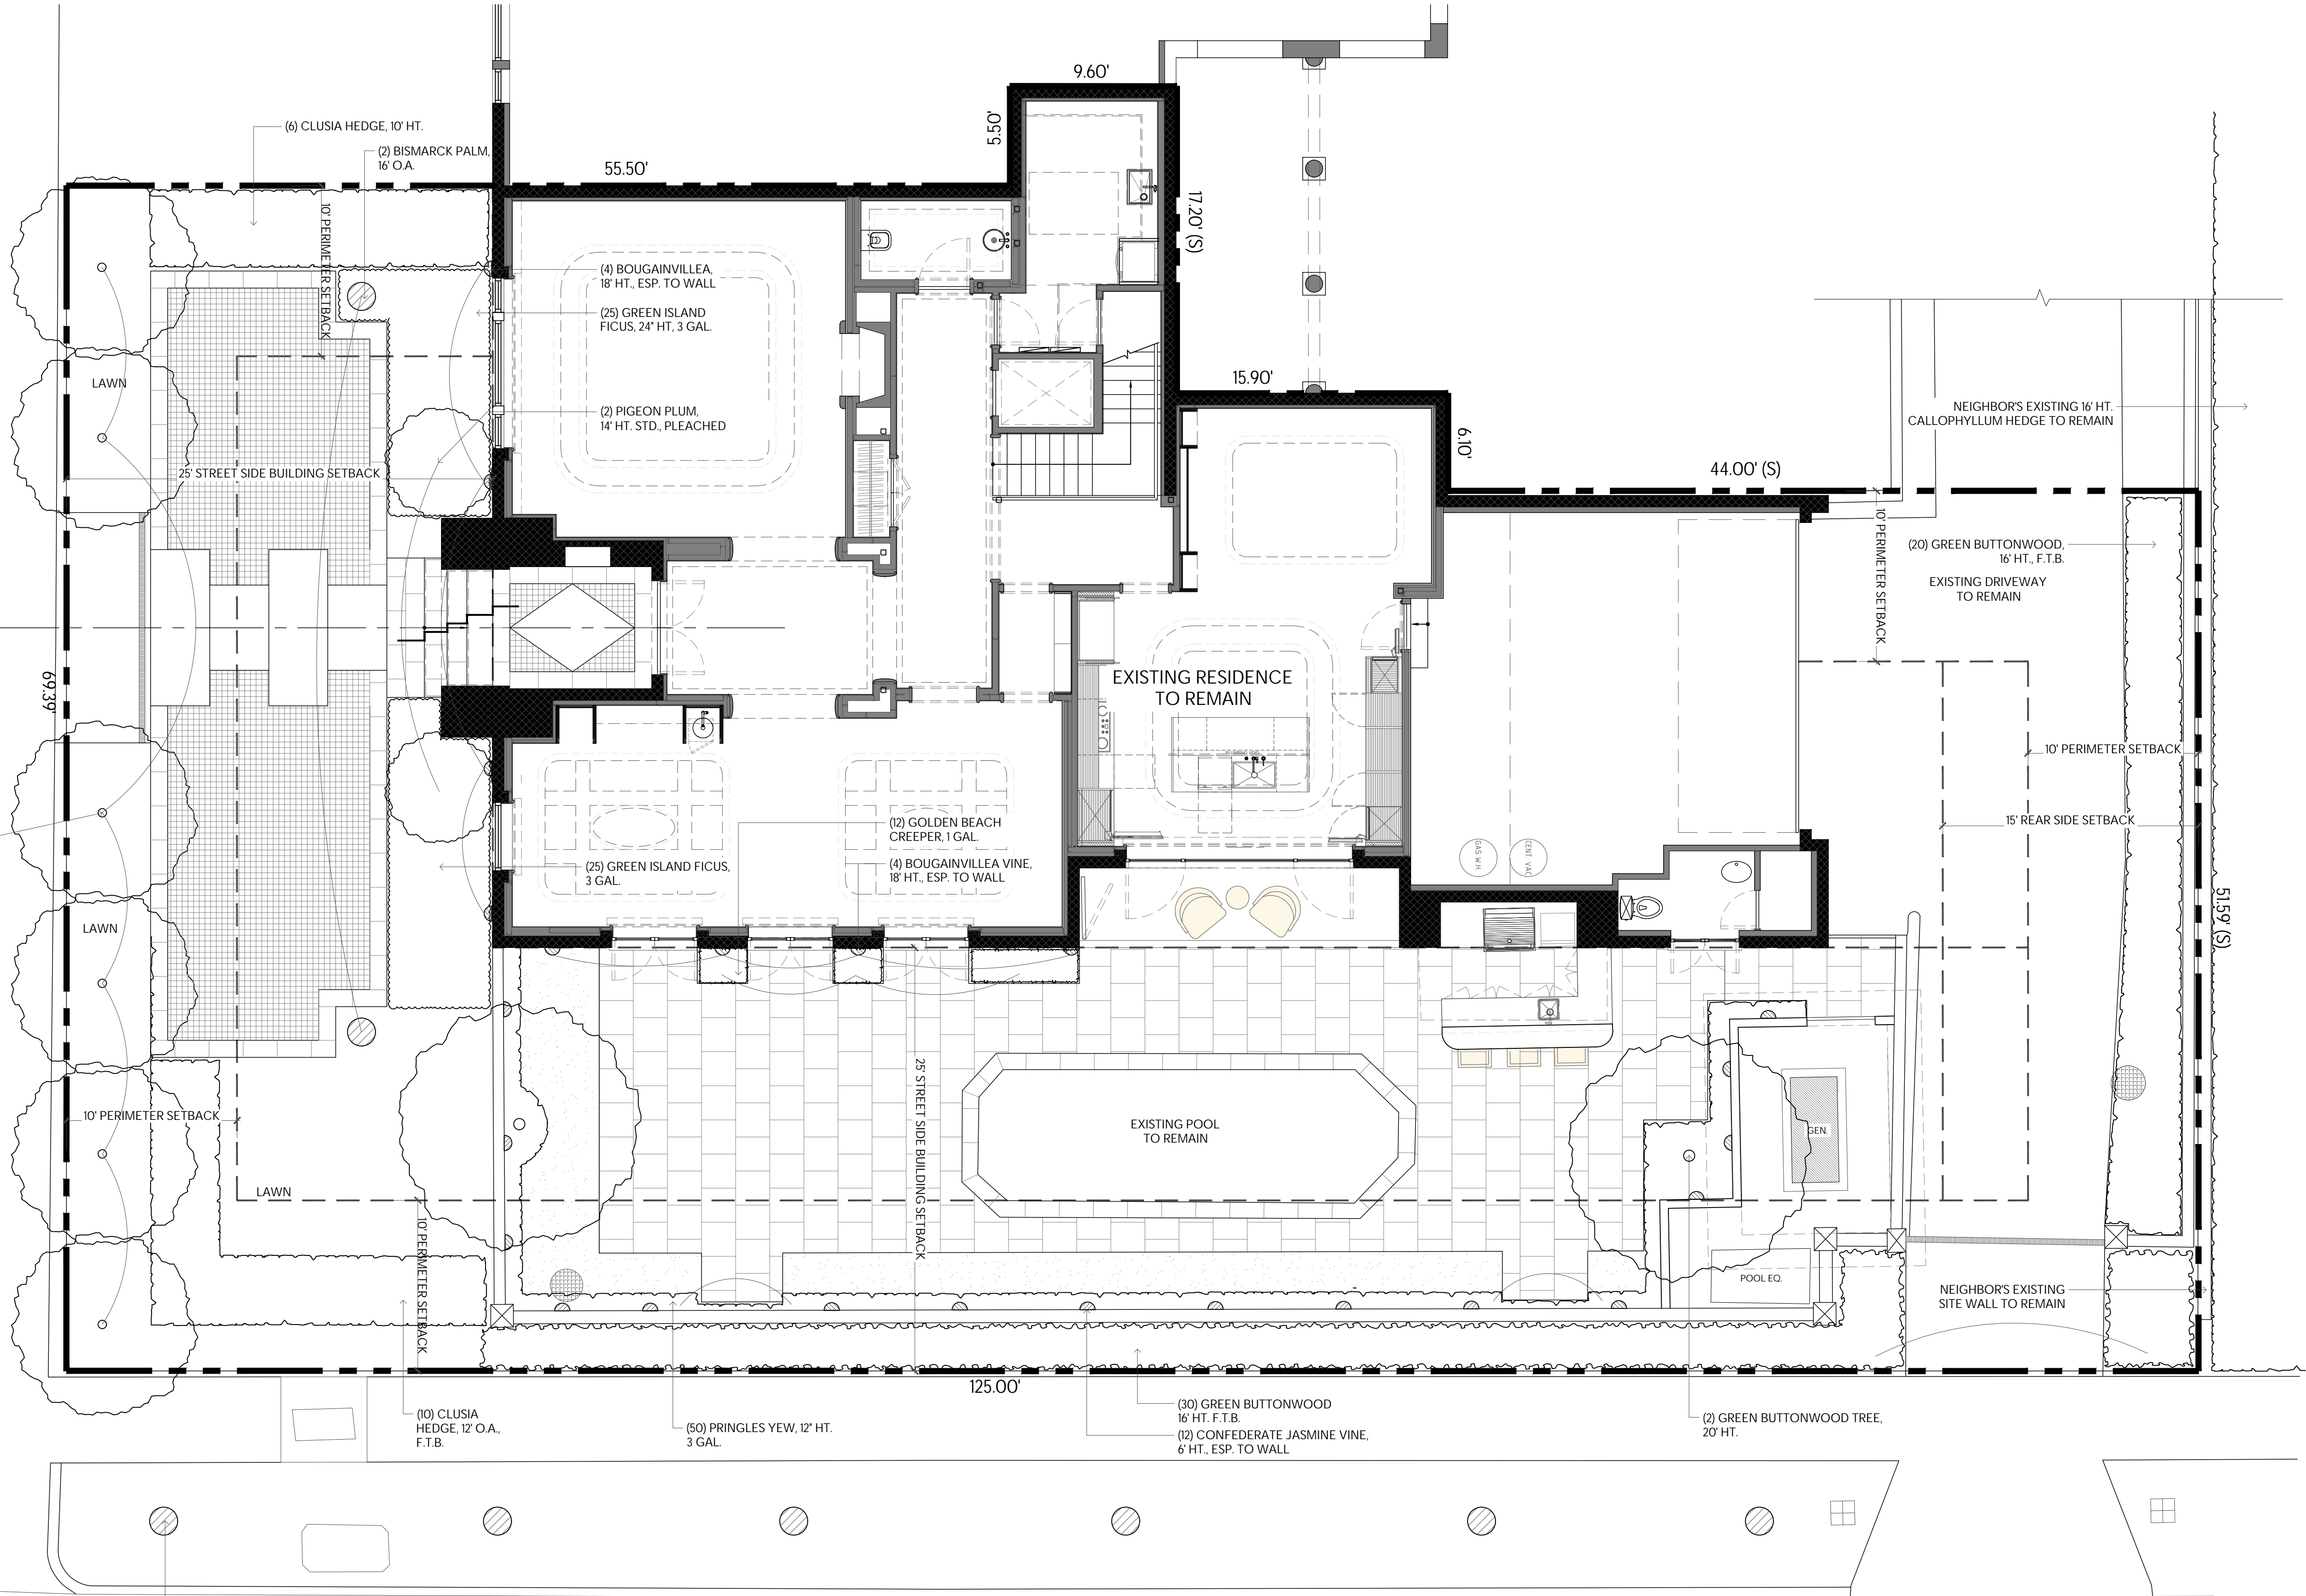 9.60'
5.50'
(6) CLUSIA HEDGE, 10' HT.
(2) BISMARCK PALM,
16' O.A.
55.50'
17.20' (S)
10' PERIMETER SETBACK
(4) BOUGAINVILLEA,
18' HT., ESP. TO WALL
(25) GREEN ISLAND
FICUS, 24" HT, 3 GAL.
LAWN
15.90'
(2) PIGEON PLUM,
14' HT. STD., PLEACHED
NEIGHBOR'S EXISTING 16' HT.
CALLOPHYLLUM HEDGE TO REMAIN
6.10'
25' STREET SIDE BUILDING SETBACK
44.00' (S)
10' PERIMETER SETBACK
(20) GREEN BUTTONWOOD,
16' HT., F.T.B.
EXISTING DRIVEWAY
TO REMAIN
69.39'
EXISTING RESIDENCE
TO REMAIN
10' PERIMETER SETBACK
15' REAR SIDE SETBACK
(12) GOLDEN BEACH
CREEPER, 1 GAL.
(25) GREEN ISLAND FICUS,
3 GAL.
(4) BOUGAINVILLEA VINE,
18' HT., ESP. TO WALL
GAS W.H.
CENT. VAC
51.59' (S)
LAWN
10' PERIMETER SETBACK
25' STREET SIDE BUILDING SETBACK
EXISTING POOL
TO REMAIN
GEN.
LAWN
10' PERIMETER SETBACK
POOL EQ.
NEIGHBOR'S EXISTING
SITE WALL TO REMAIN
125.00'
(10) CLUSIA
HEDGE, 12' O.A.,
F.T.B.
(50) PRINGLES YEW, 12" HT.
3 GAL.
(30) GREEN BUTTONWOOD
16' HT. F.T.B.
(12) CONFEDERATE JASMINE VINE,
6' HT., ESP. TO WALL
(2) GREEN BUTTONWOOD TREE,
20' HT.